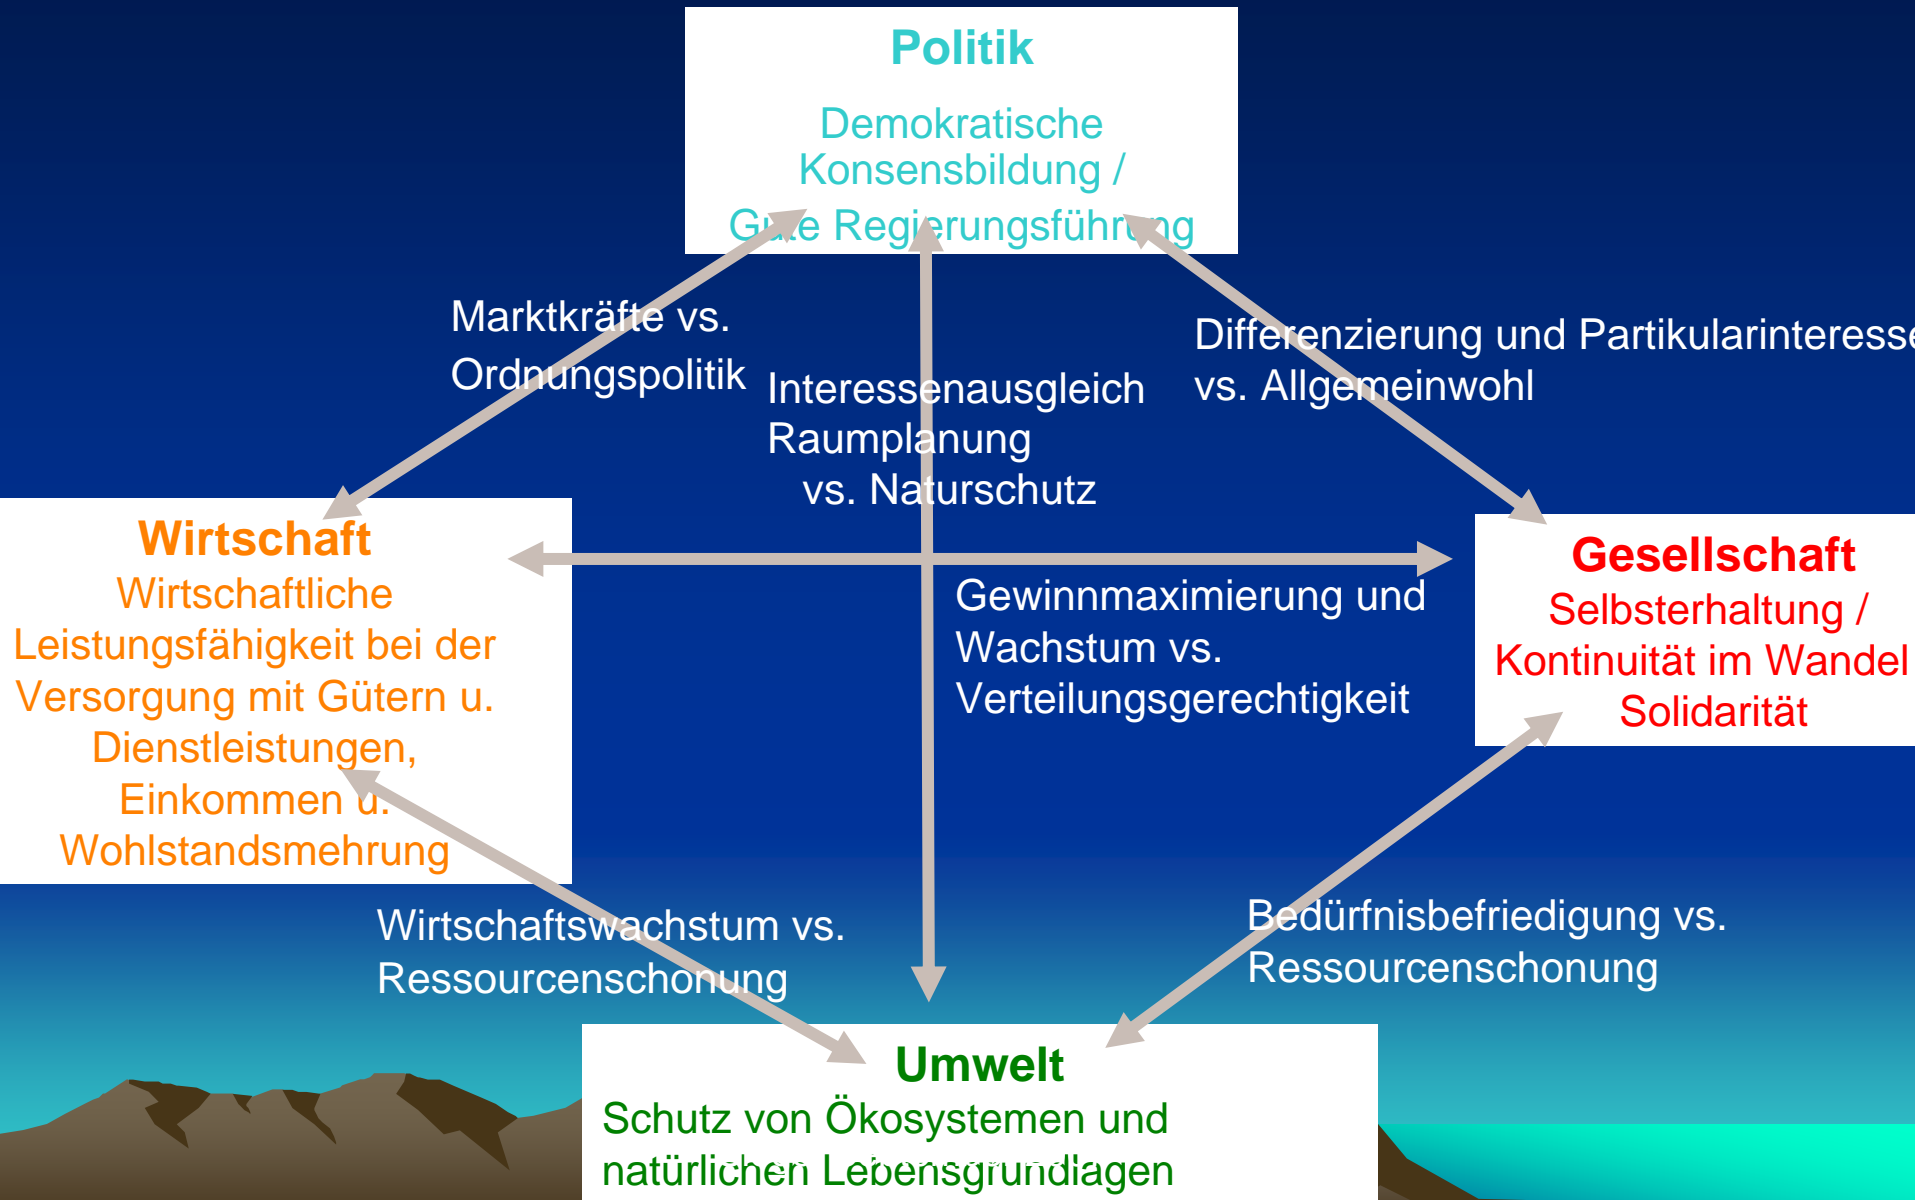 Politik
Demokratische
Konsensbildung /
Gute Regierungsführung
Marktkräfte vs.
Ordnungspolitik
Interessenausgleich
Raumplanung
vs. Naturschutz
Differenzierung und Partikularinteresse
vs. Allgemeinwohl
Wirtschaft
Wirtschaftliche
Leistungsfähigkeit bei der
Versorgung mit Gütern u.
Dienstleistungen,
Einkommen u.
Wohlstandsmehrung
Gewinnmaximierung und
Wachstum vs.
Verteilungsgerechtigkeit
Gesellschaft
Selbsterhaltung /
Kontinuität im Wandel
Solidarität
Wirtschaftswachstum vs.
Ressourcenschonung
Bedürfnisbefriedigung vs.
Ressourcenschonung
Umwelt
Schutz von Ökosystemen und
natürlichen Lebensgrundlagen